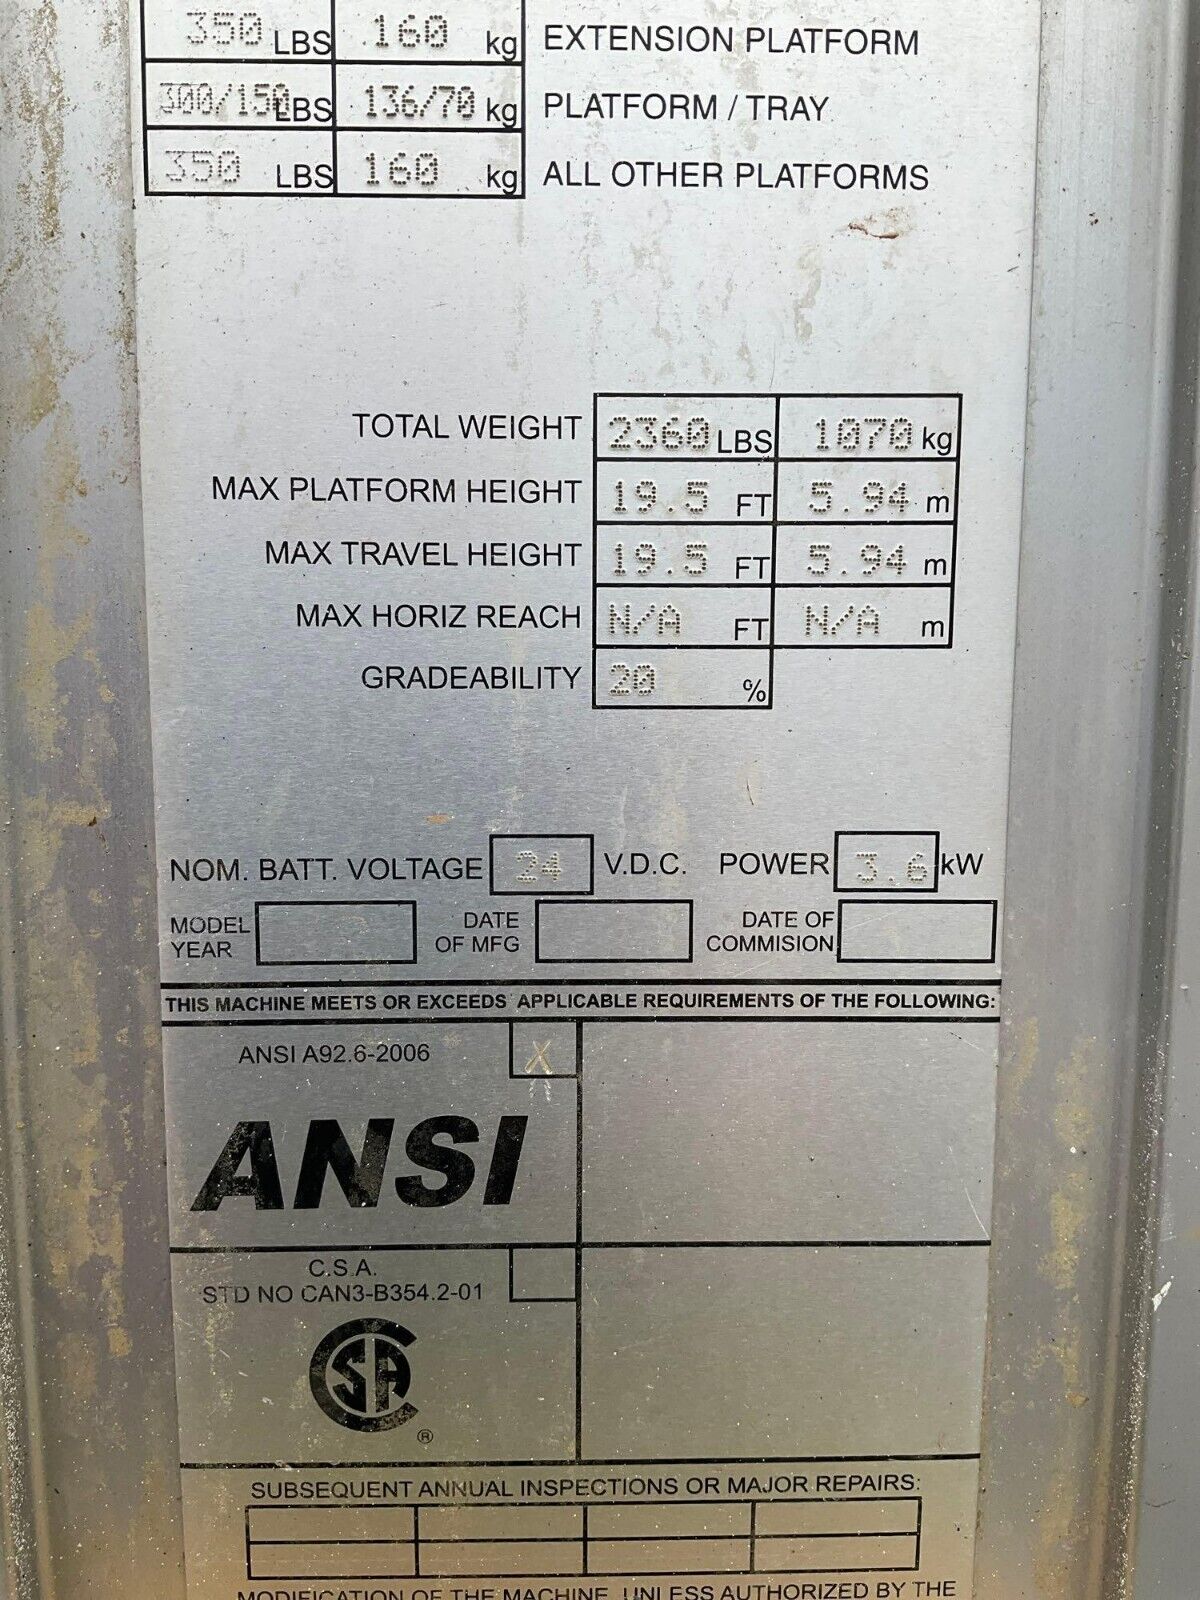 350 LBS 160 kg EXTENSION PLATFORM
300/150 LBS 136/70 kg PLATFORM / TRAY
350 LBS 160 kg ALL OTHER PLATFORMS
TOTAL WEIGHT 2360 LBS 1070 kg
MAX PLATFORM HEIGHT 19.5 FT 5.94 m
MAX TRAVEL HEIGHT 19.5 FT 5.94 m
MAX HORIZ REACH N/A FT N/A m
GRADEABILITY 20 %
NOM. BATT. VOLTAGE 24 V.D.C. POWER 3.6 kW
MODEL YEAR
DATE OF MFG
DATE OF COMMISION
THIS MACHINE MEETS OR EXCEEDS APPLICABLE REQUIREMENTS OF THE FOLLOWING:
ANSI A92.6-2006 X
ANSI
C.S.A.
STD NO CAN3-B354.2-01
CSA
®
SUBSEQUENT ANNUAL INSPECTIONS OR MAJOR REPAIRS:
MODIFICATION OF THE MACHINE, UNLESS AUTHORIZED BY THE